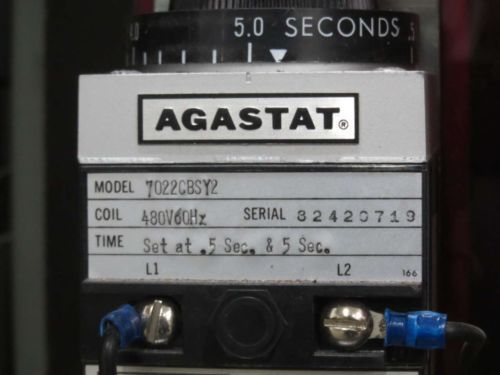 5.0 SECONDS .5
AGASTAT®
MODEL 7022CBSY2
COIL 480V60Hz SERIAL 82420719
TIME Set at .5 Sec. & 5 Sec.
L1 L2 166